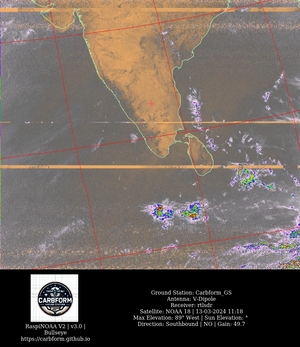 CARBFORM
RaspiNOAA V2 | v3.0 |
Bullseye
https://carbform.github.io
Ground Station: Carbform_GS
Antenna: V-Dipole
Receiver: rtlsdr
Satellite: NOAA 18 | 13-03-2024 11:18
Max Elevation: 89° West | Sun Elevation: °
Direction: Southbound | NO | Gain: 49.7